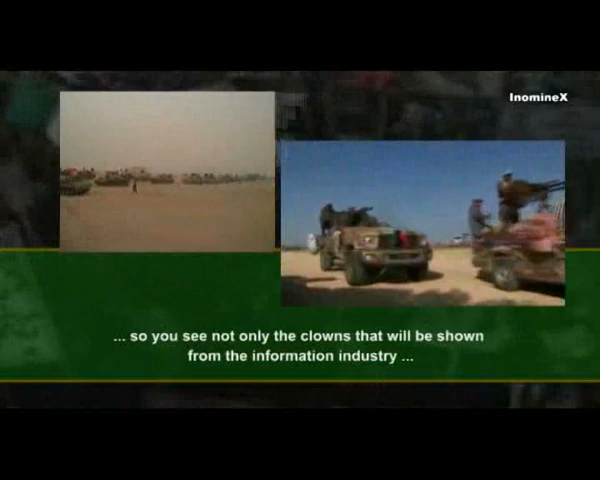 InomineX
... so you see not only the clowns that will be shown
from the information industry ...